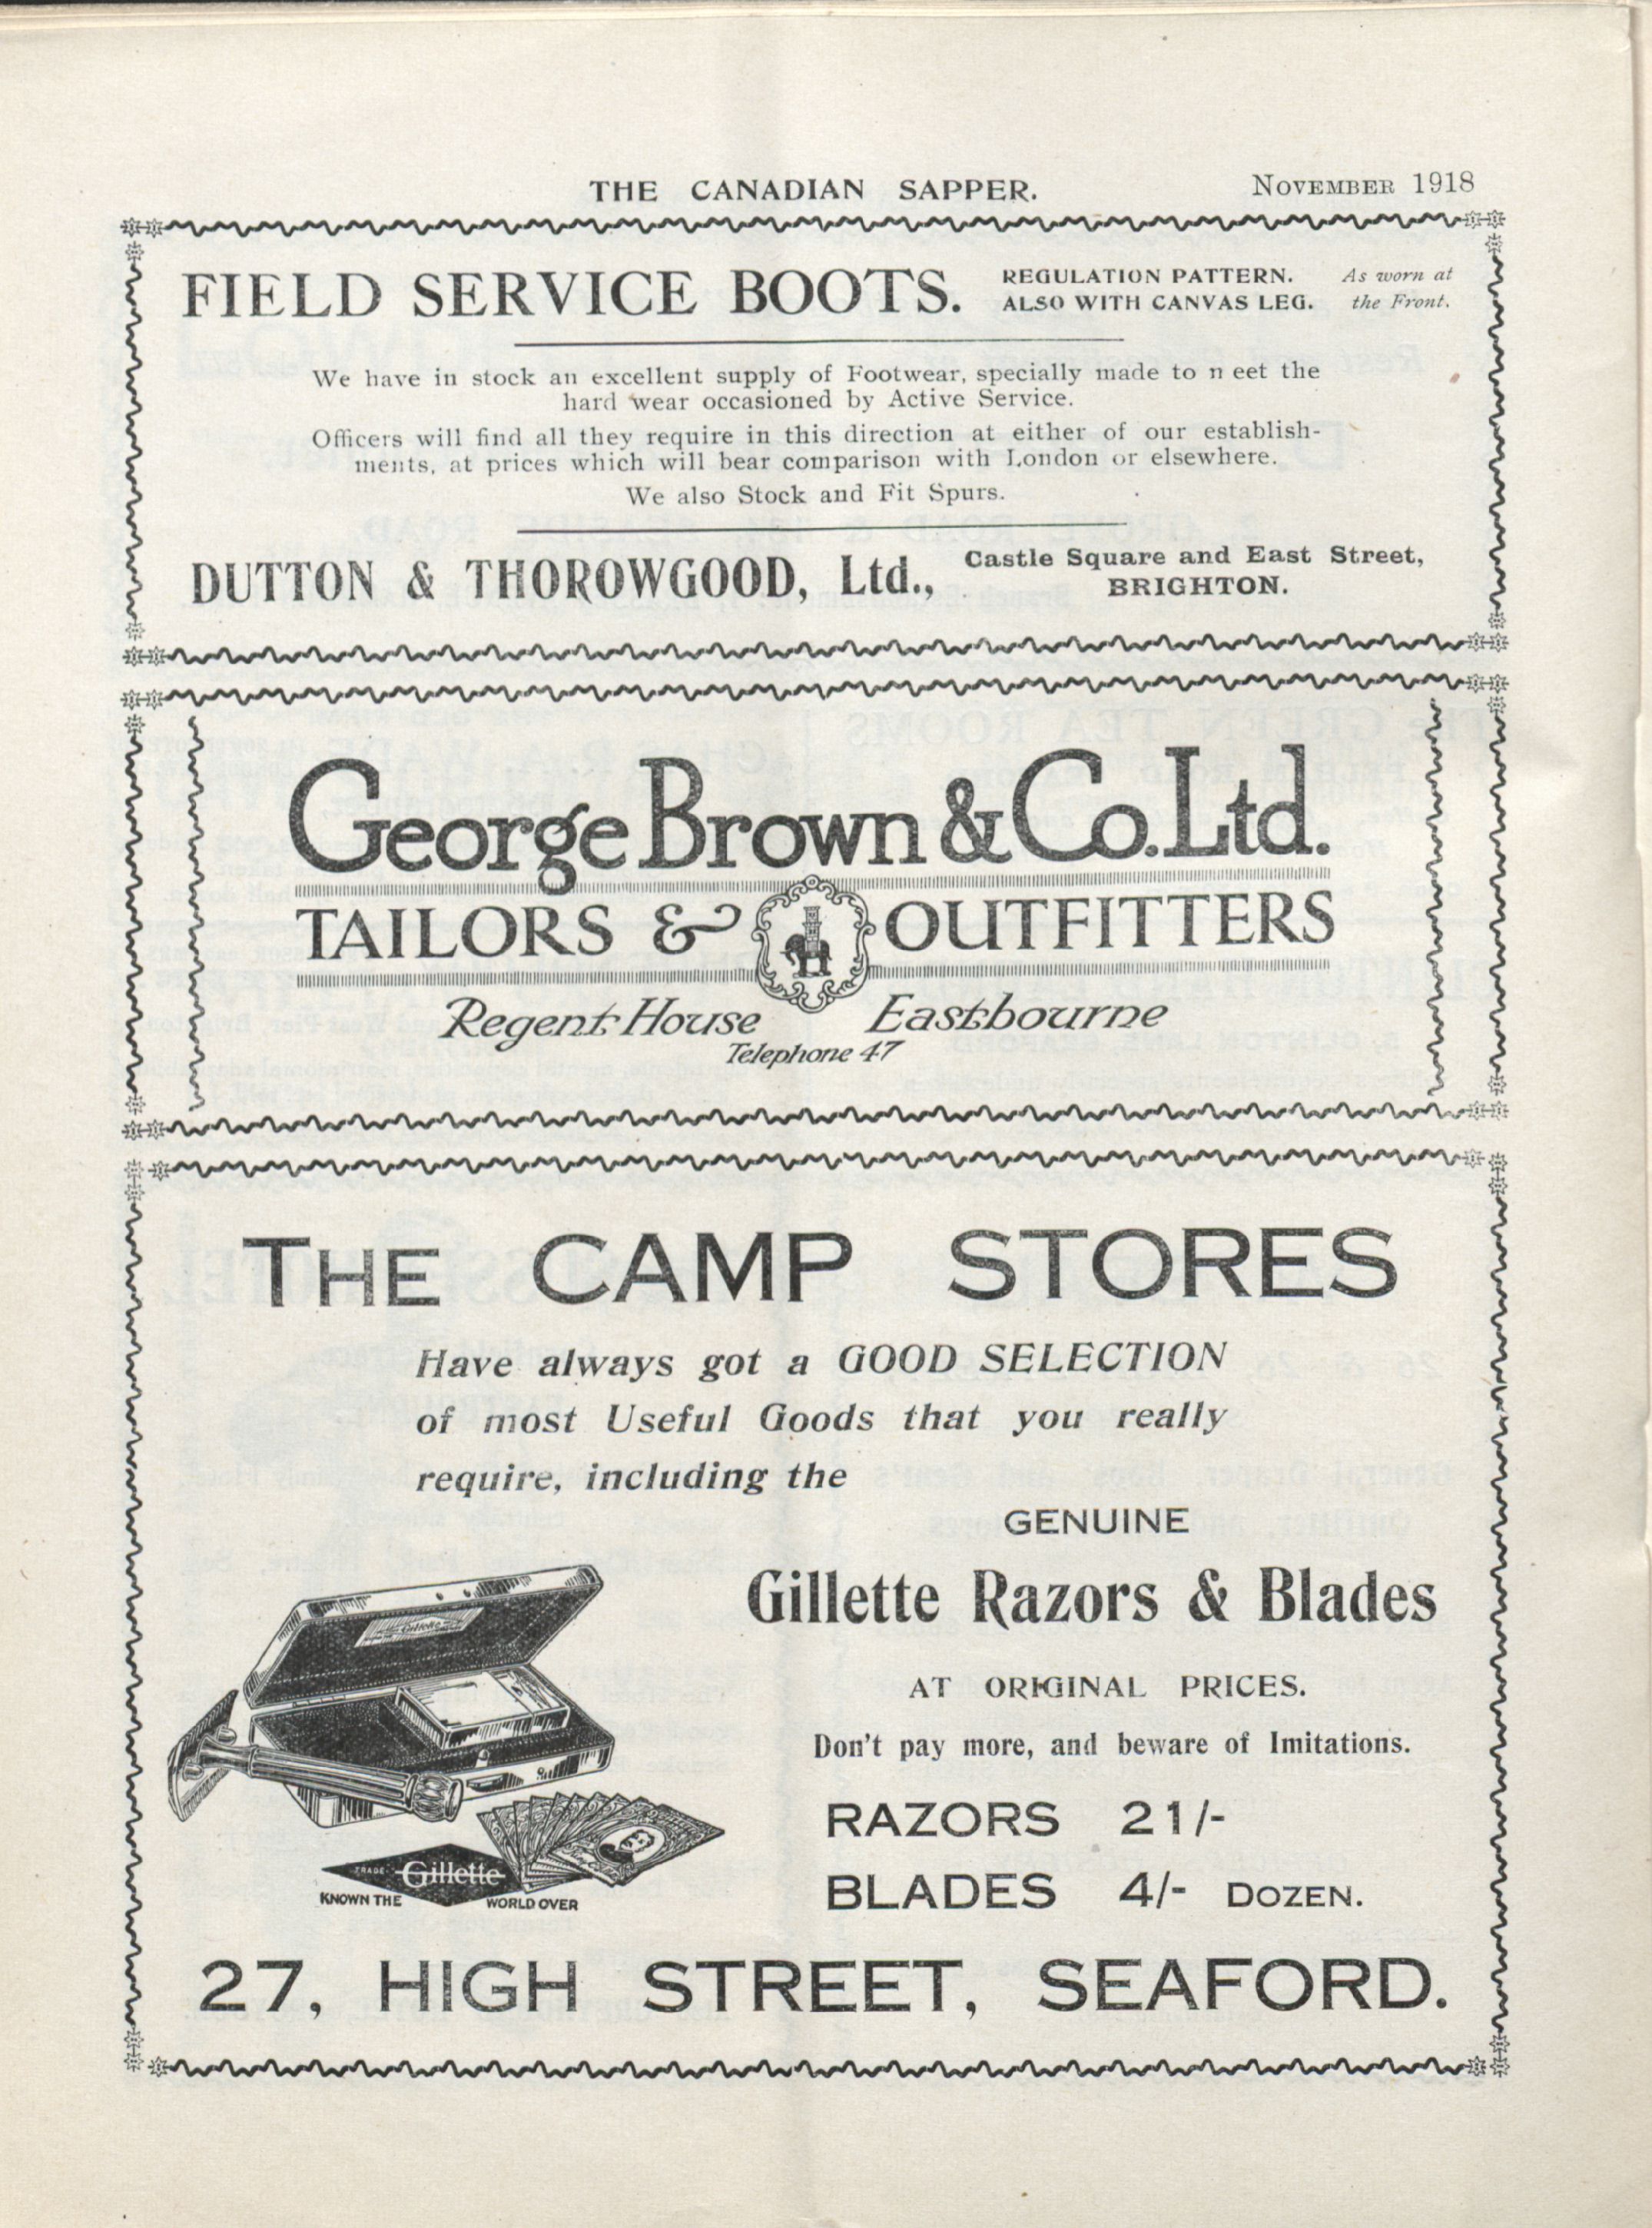 THE CANADIAN SAPPER. NOVEMBER 1918
FIELD SERVICE BOOTS. REGULATION PATTERN. As worn at
ALSO WITH CANVAS LEG. the Front.
We have in stock an excellent supply of Footwear, specially made to n eet the
hard wear occasioned by Active Service.
Officers will find all they require in this direction at either of our establish-
ments, at prices which will bear comparison with London or elsewhere.
We also Stock and Fit Spurs.
DUTTON & THOROWGOOD, Ltd., Castle Square and East Street,
BRIGHTON.
George Brown & Co. Ltd.
TAILORS & OUTFITTERS
Regent House Eastbourne
Telephone 47
THE CAMP STORES
Have always got a GOOD SELECTION
of most Useful Goods that you really
require, including the
GENUINE
Gillette Razors & Blades
AT ORIGINAL PRICES.
Don't pay more, and beware of Imitations.
RAZORS 21/-
BLADES 4/- DOZEN.
TRADE Gillette
KNOWN THE WORLD OVER
27, HIGH STREET, SEAFORD.